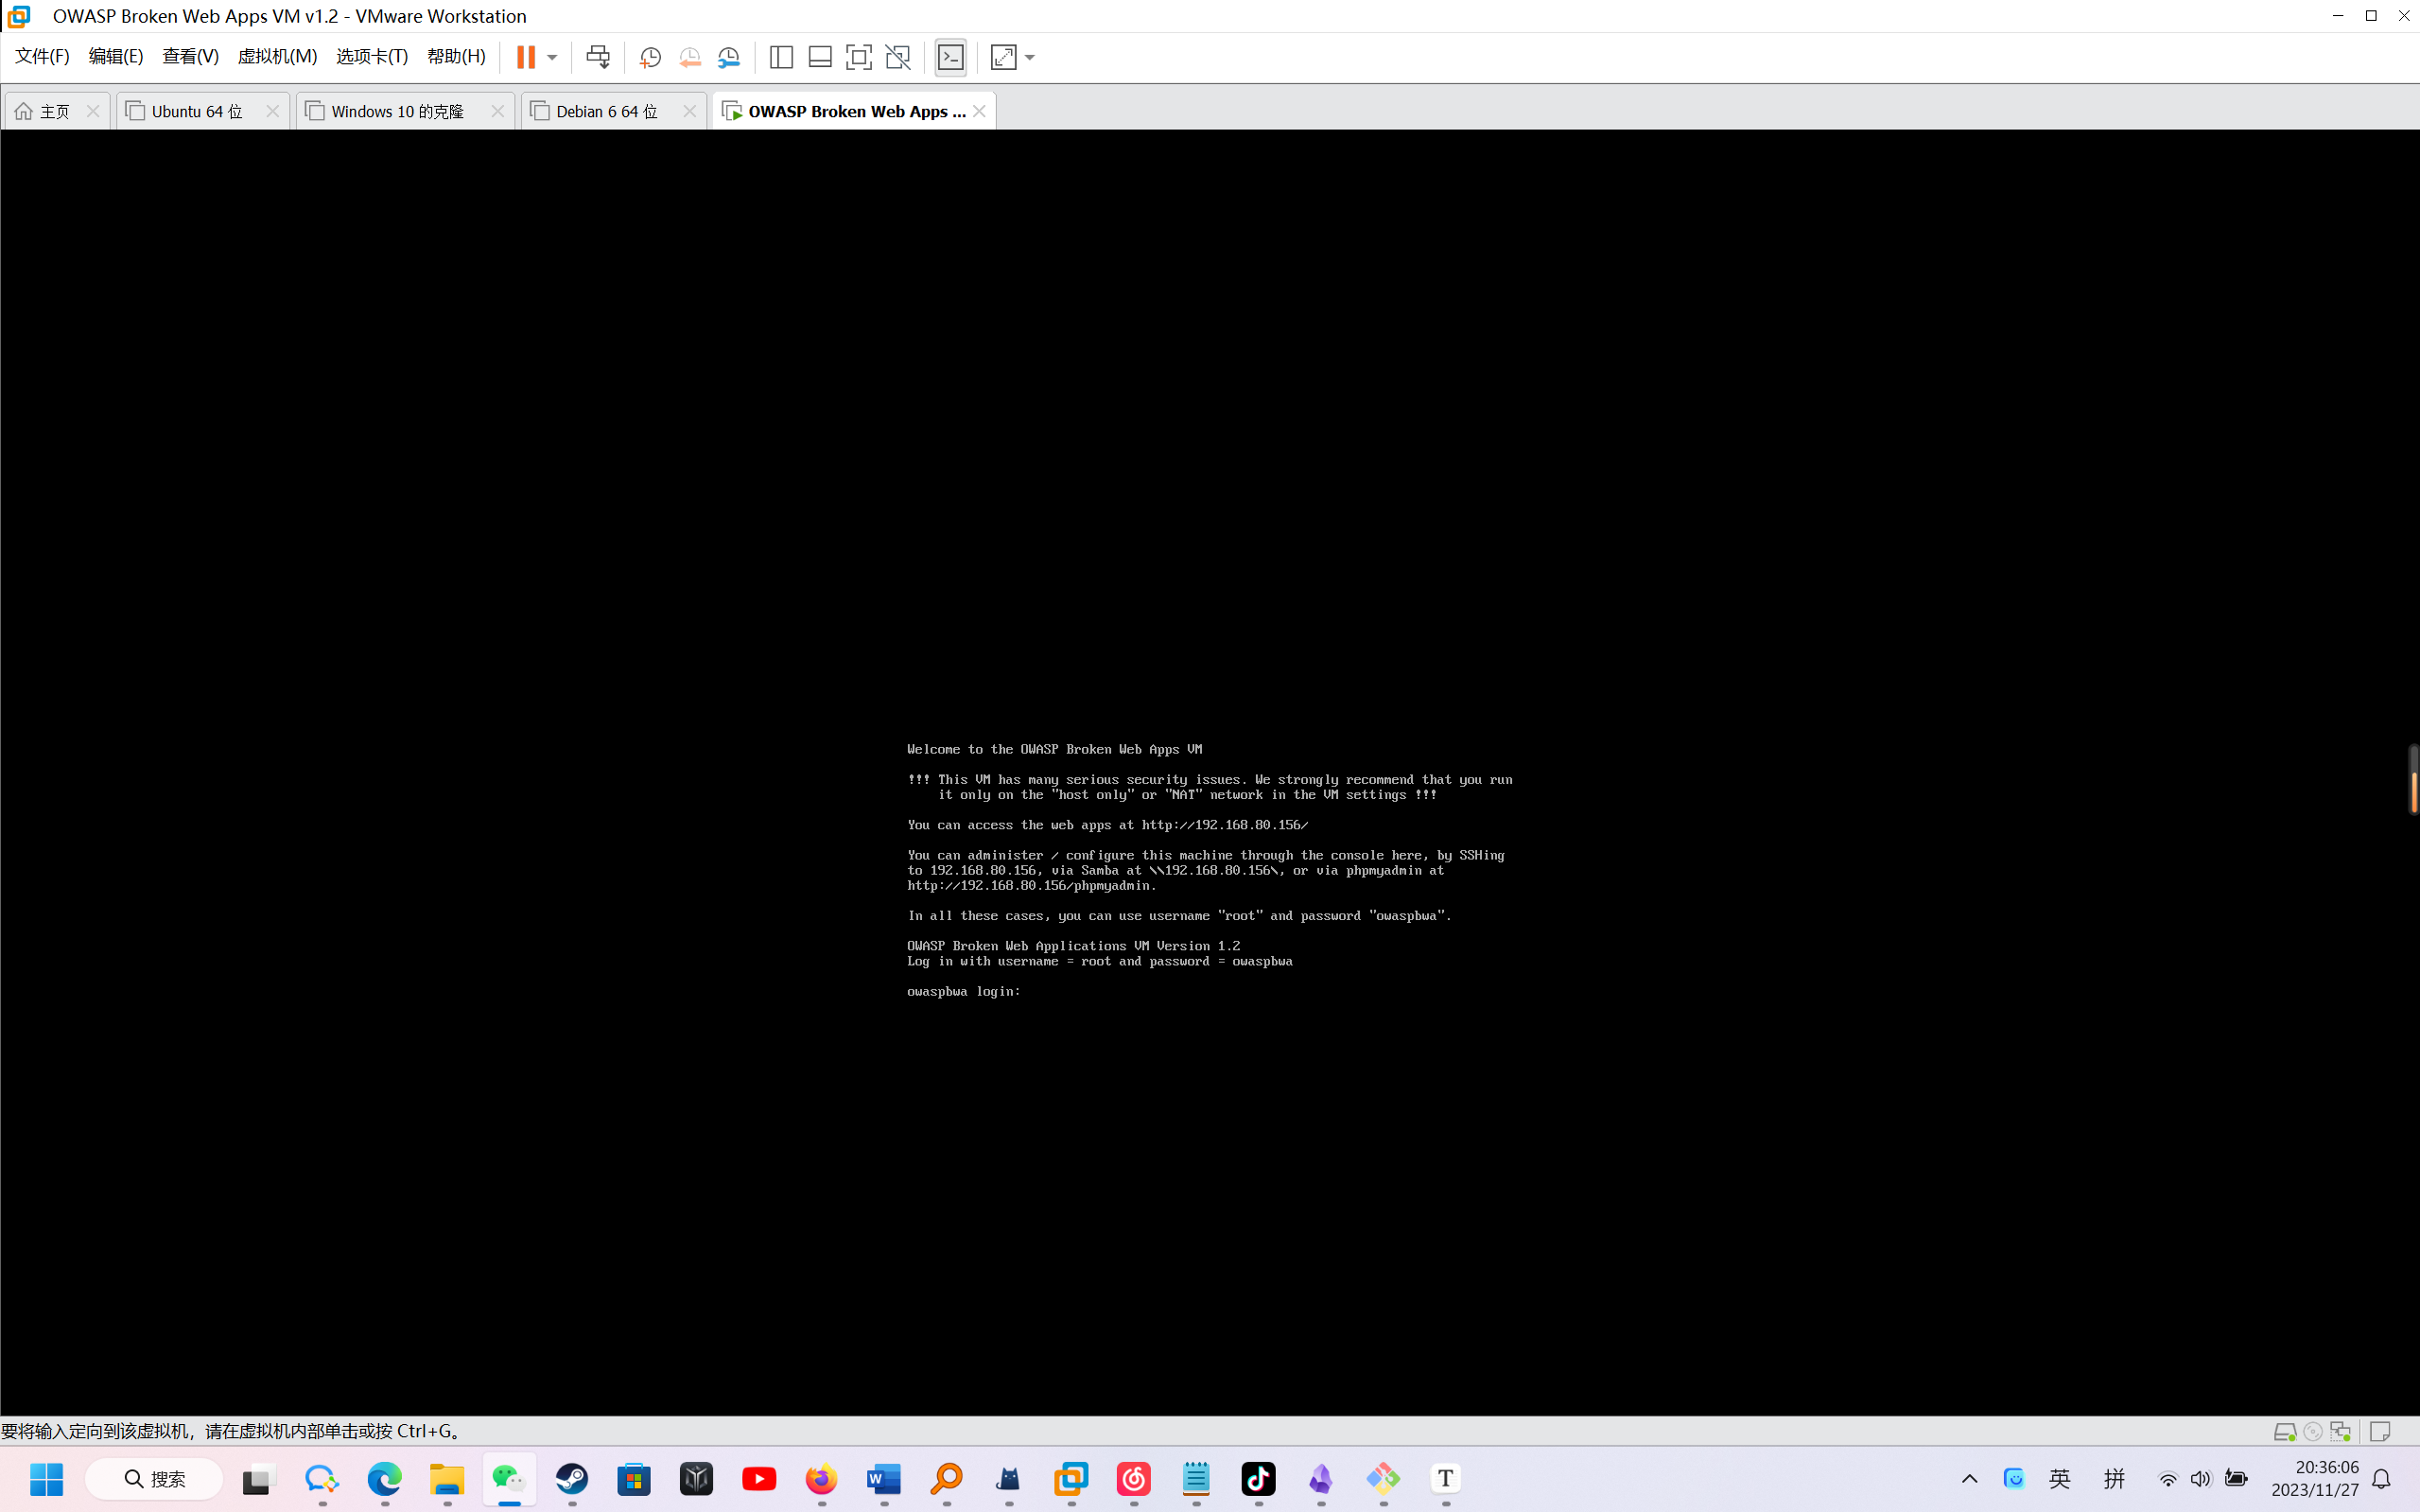 OWASP Broken Web Apps VM v1.2 - VMware Workstation
文件(F) 编辑(E) 查看(V) 虚拟机(M) 选项卡(T) 帮助(H)
主页 Ubuntu 64 位 Windows 10 的克隆 Debian 6 64 位 OWASP Broken Web Apps ...
Welcome to the OWASP Broken Web Apps VM
!!! This VM has many serious security issues. We strongly recommend that you run
it only on the "host only" or "NAT" network in the VM settings !!!
You can access the web apps at http://192.168.80.156/
You can administer / configure this machine through the console here, by SSHing
to 192.168.80.156, via Samba at \\192.168.80.156\, or via phpmyadmin at
http://192.168.80.156/phpmyadmin.
In all these cases, you can use username "root" and password "owaspbwa".
OWASP Broken Web Applications VM Version 1.2
Log in with username = root and password = owaspbwa
owaspbwa login:
要将输入定向到该虚拟机，请在虚拟机内部单击或按 Ctrl+G。
搜索 W T 英 拼 20:36:06
2023/11/27